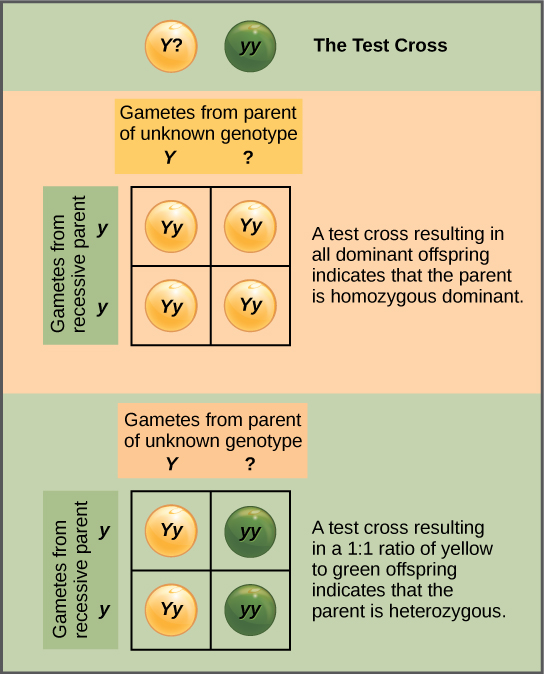 Y? yy The Test Cross
Gametes from parent
of unknown genotype
Y ?
Gametes from
recessive parent
y
y
Yy Yy
Yy Yy
A test cross resulting in
all dominant offspring
indicates that the parent
is homozygous dominant.
Gametes from parent
of unknown genotype
Y ?
Gametes from
recessive parent
y
y
Yy yy
Yy yy
A test cross resulting
in a 1:1 ratio of yellow
to green offspring
indicates that the
parent is heterozygous.